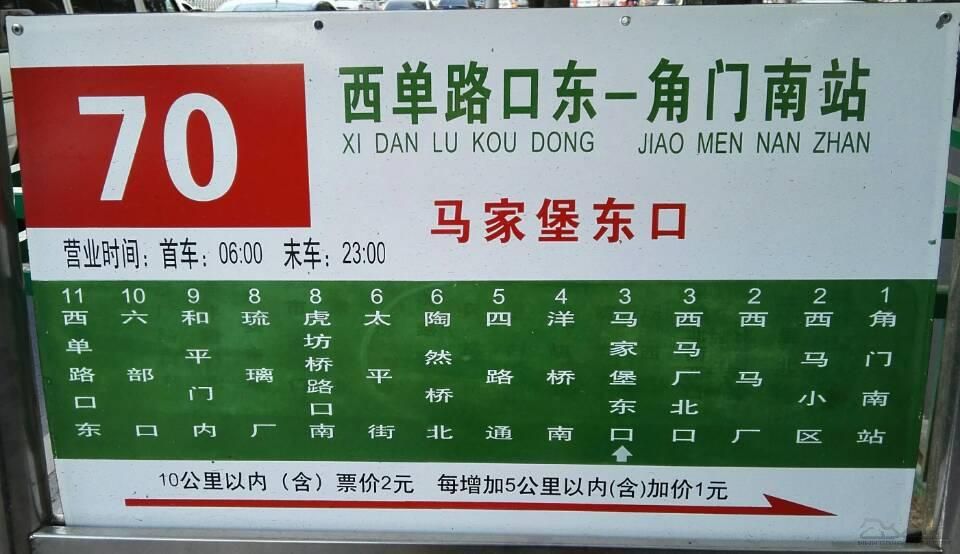 70
西单路口东－角门南站
XI DAN LU KOU DONG JIAO MEN NAN ZHAN
马家堡东口
营业时间：首车：06:00 末车：23:00
11 西单路口东
10 六部口
9 和平门内
8 琉璃厂
8 虎坊桥路口南
6 太平街
6 陶然桥北
5 四路通
4 洋桥南
3 马家堡东口
3 西马厂北口
2 西马厂
2 西马小区
1 角门南站
10公里以内（含）票价2元 每增加5公里以内(含)加价1元